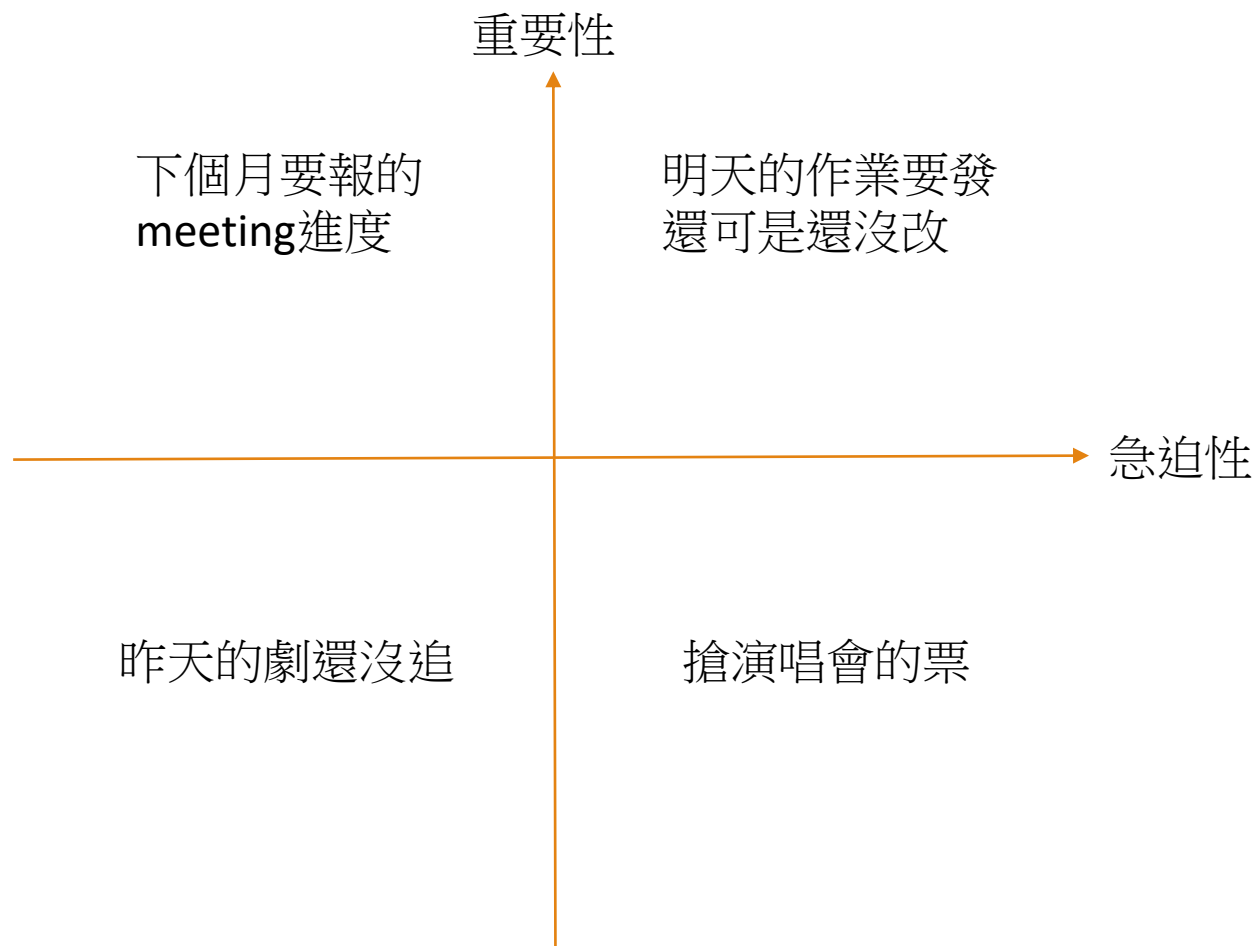 重要性
下個月要報的
meeting進度
明天的作業要發
還可是還沒改
急迫性
昨天的劇還沒追
搶演唱會的票